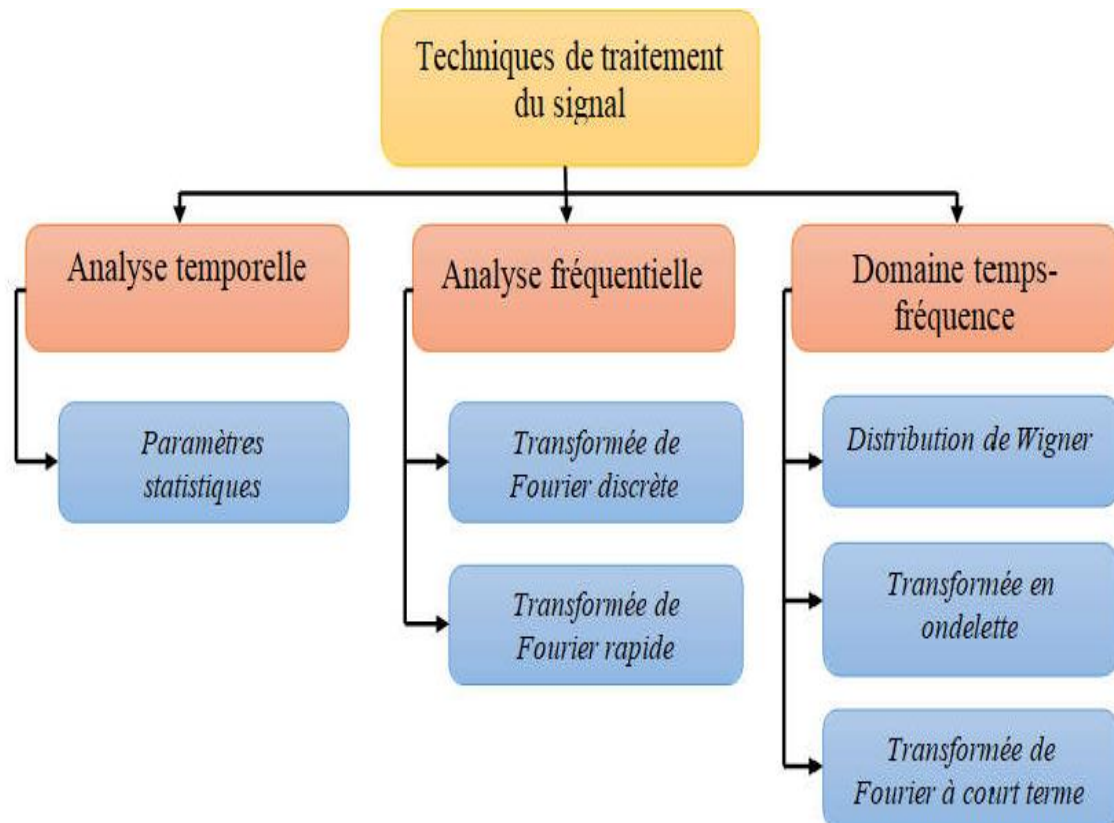 Techniques de traitement
du signal
Analyse temporelle
Paramètres
statistiques
Analyse fréquentielle
Transformée de
Fourier discrète
Transformée de
Fourier rapide
Domaine temps-
fréquence
Distribution de Wigner
Transformée en
ondelette
Transformée de
Fourier à court terme